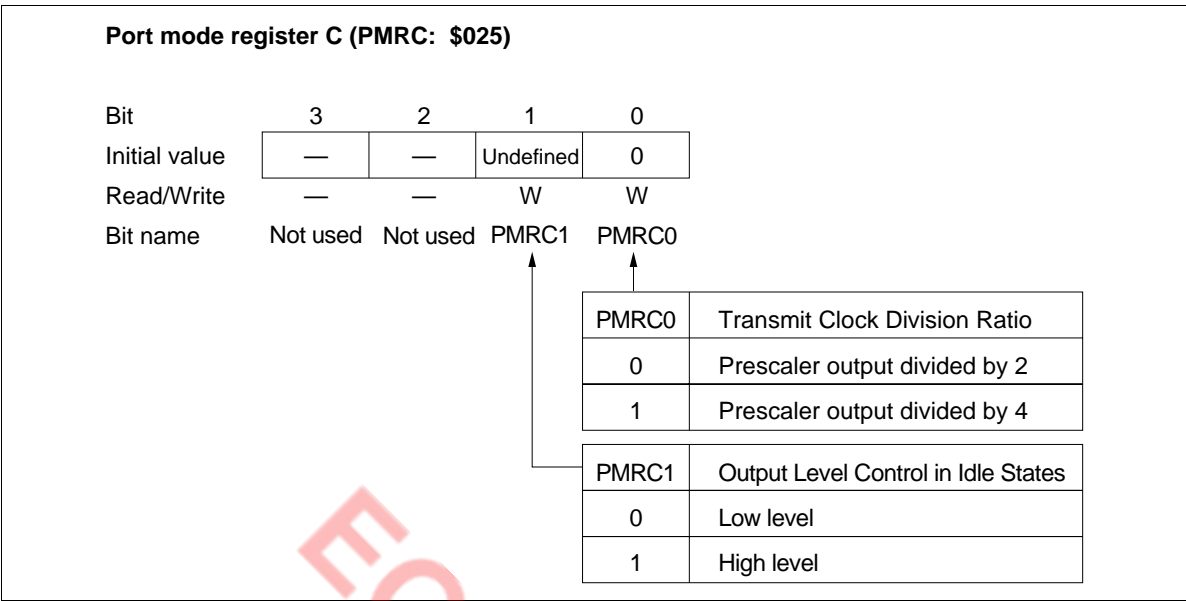 Port mode register C (PMRC: $025)
Bit 3 2 1 0
Initial value — — Undefined 0
Read/Write — — W W
Bit name Not used Not used PMRC1 PMRC0
PMRC0 Transmit Clock Division Ratio
0 Prescaler output divided by 2
1 Prescaler output divided by 4
PMRC1 Output Level Control in Idle States
0 Low level
1 High level